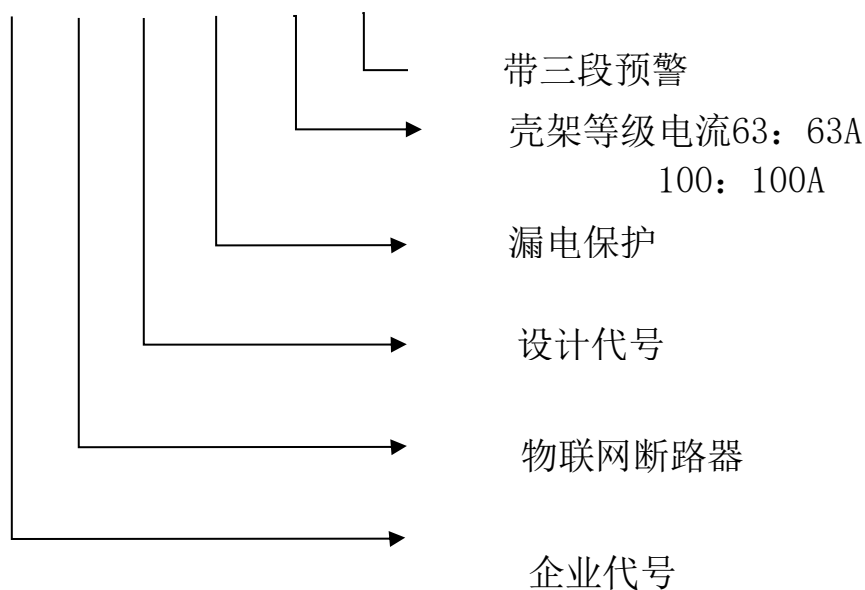 带三段预警
壳架等级电流63：63A
100：100A
漏电保护
设计代号
物联网断路器
企业代号